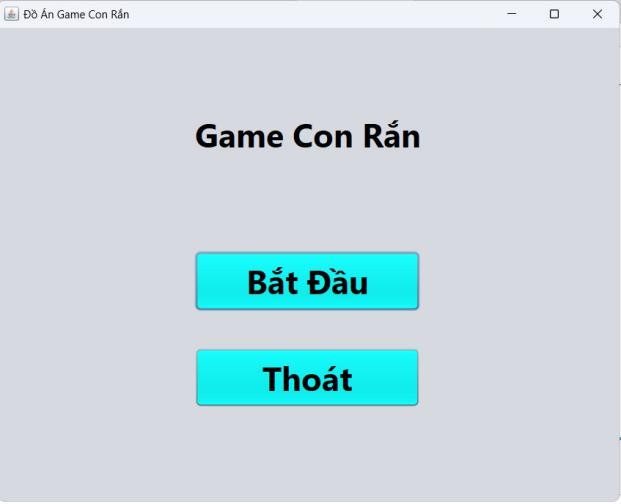 Đồ Án Game Con Rắn
Game Con Rắn
Bắt Đầu
Thoát